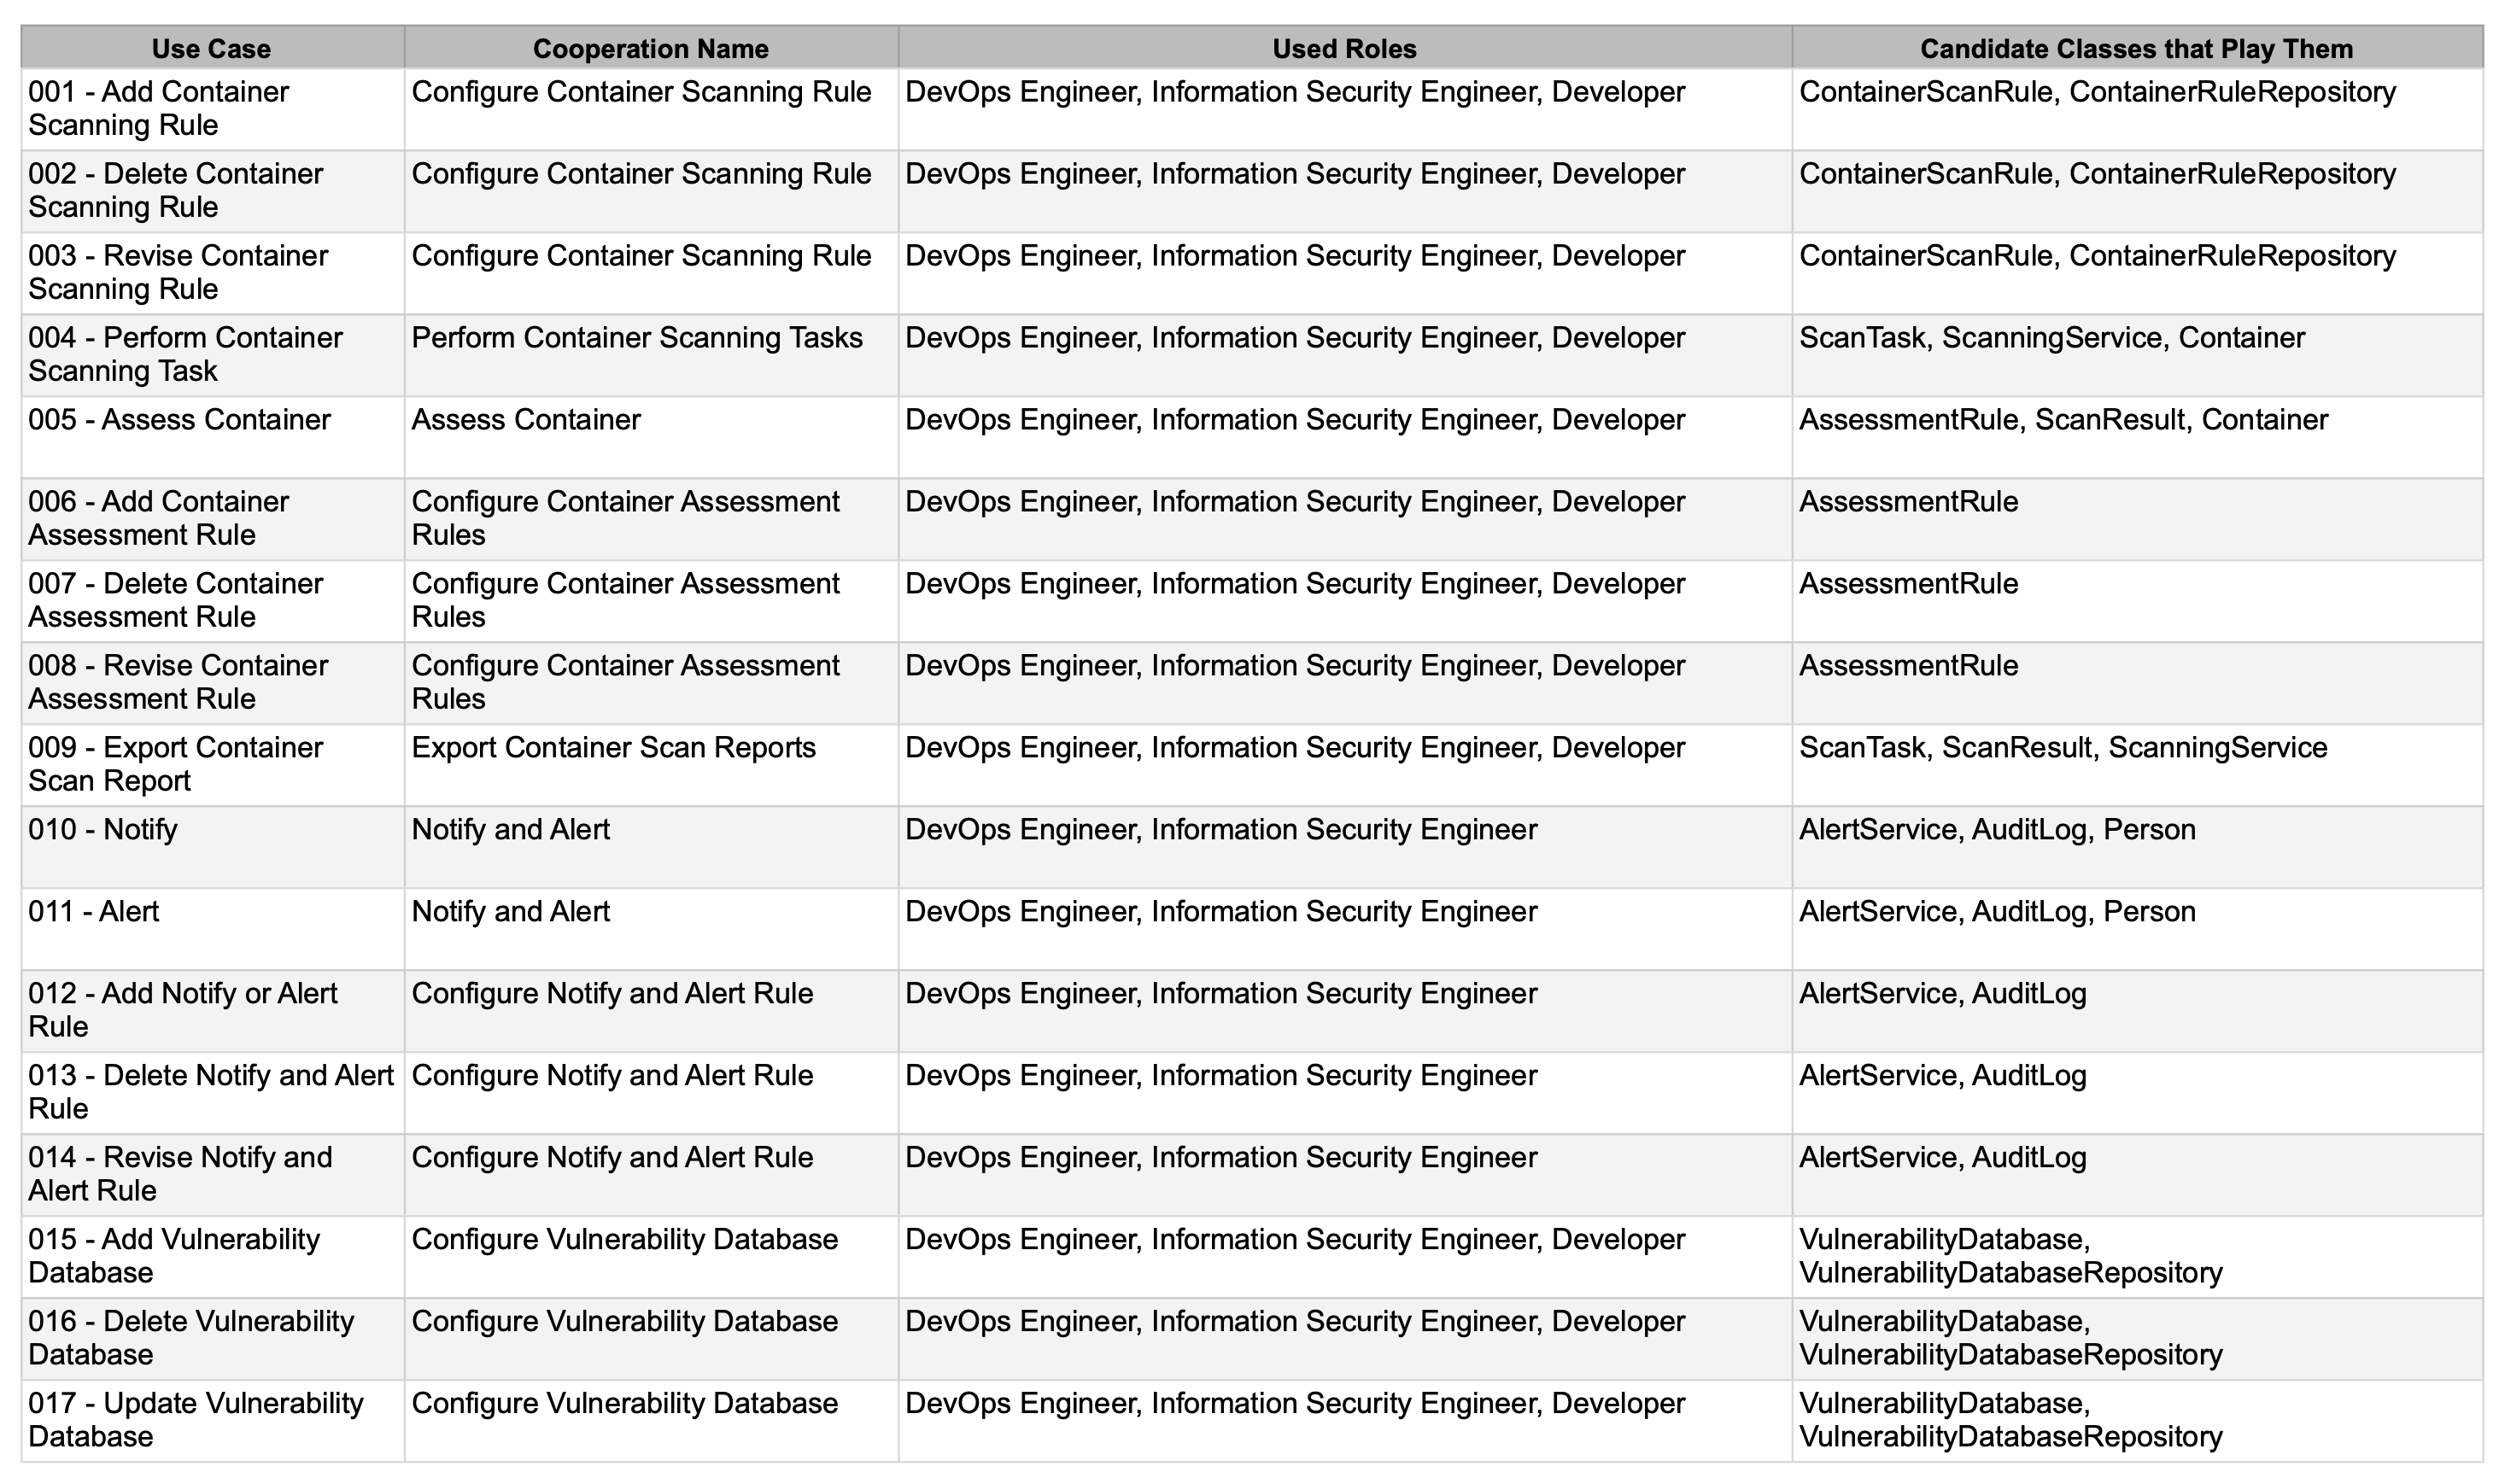 Use Case Cooperation Name Used Roles Candidate Classes that Play Them
001 - Add Container Configure Container Scanning Rule DevOps Engineer, Information Security Engineer, Developer ContainerScanRule, ContainerRuleRepository
Scanning Rule
002 - Delete Container Configure Container Scanning Rule DevOps Engineer, Information Security Engineer, Developer ContainerScanRule, ContainerRuleRepository
Scanning Rule
003 - Revise Container Configure Container Scanning Rule DevOps Engineer, Information Security Engineer, Developer ContainerScanRule, ContainerRuleRepository
Scanning Rule
004 - Perform Container Perform Container Scanning Tasks DevOps Engineer, Information Security Engineer, Developer ScanTask, ScanningService, Container
Scanning Task
005 - Assess Container Assess Container DevOps Engineer, Information Security Engineer, Developer AssessmentRule, ScanResult, Container
006 - Add Container Configure Container Assessment DevOps Engineer, Information Security Engineer, Developer AssessmentRule
Assessment Rule Rules
007 - Delete Container Configure Container Assessment DevOps Engineer, Information Security Engineer, Developer AssessmentRule
Assessment Rule Rules
008 - Revise Container Configure Container Assessment DevOps Engineer, Information Security Engineer, Developer AssessmentRule
Assessment Rule Rules
009 - Export Container Export Container Scan Reports DevOps Engineer, Information Security Engineer, Developer ScanTask, ScanResult, ScanningService
Scan Report
010 - Notify Notify and Alert DevOps Engineer, Information Security Engineer AlertService, AuditLog, Person
011 - Alert Notify and Alert DevOps Engineer, Information Security Engineer AlertService, AuditLog, Person
012 - Add Notify or Alert Configure Notify and Alert Rule DevOps Engineer, Information Security Engineer AlertService, AuditLog
Rule
013 - Delete Notify and Alert Configure Notify and Alert Rule DevOps Engineer, Information Security Engineer AlertService, AuditLog
Rule
014 - Revise Notify and Configure Notify and Alert Rule DevOps Engineer, Information Security Engineer AlertService, AuditLog
Alert Rule
015 - Add Vulnerability Configure Vulnerability Database DevOps Engineer, Information Security Engineer, Developer VulnerabilityDatabase,
Database VulnerabilityDatabaseRepository
016 - Delete Vulnerability Configure Vulnerability Database DevOps Engineer, Information Security Engineer, Developer VulnerabilityDatabase,
Database VulnerabilityDatabaseRepository
017 - Update Vulnerability Configure Vulnerability Database DevOps Engineer, Information Security Engineer, Developer VulnerabilityDatabase,
Database VulnerabilityDatabaseRepository